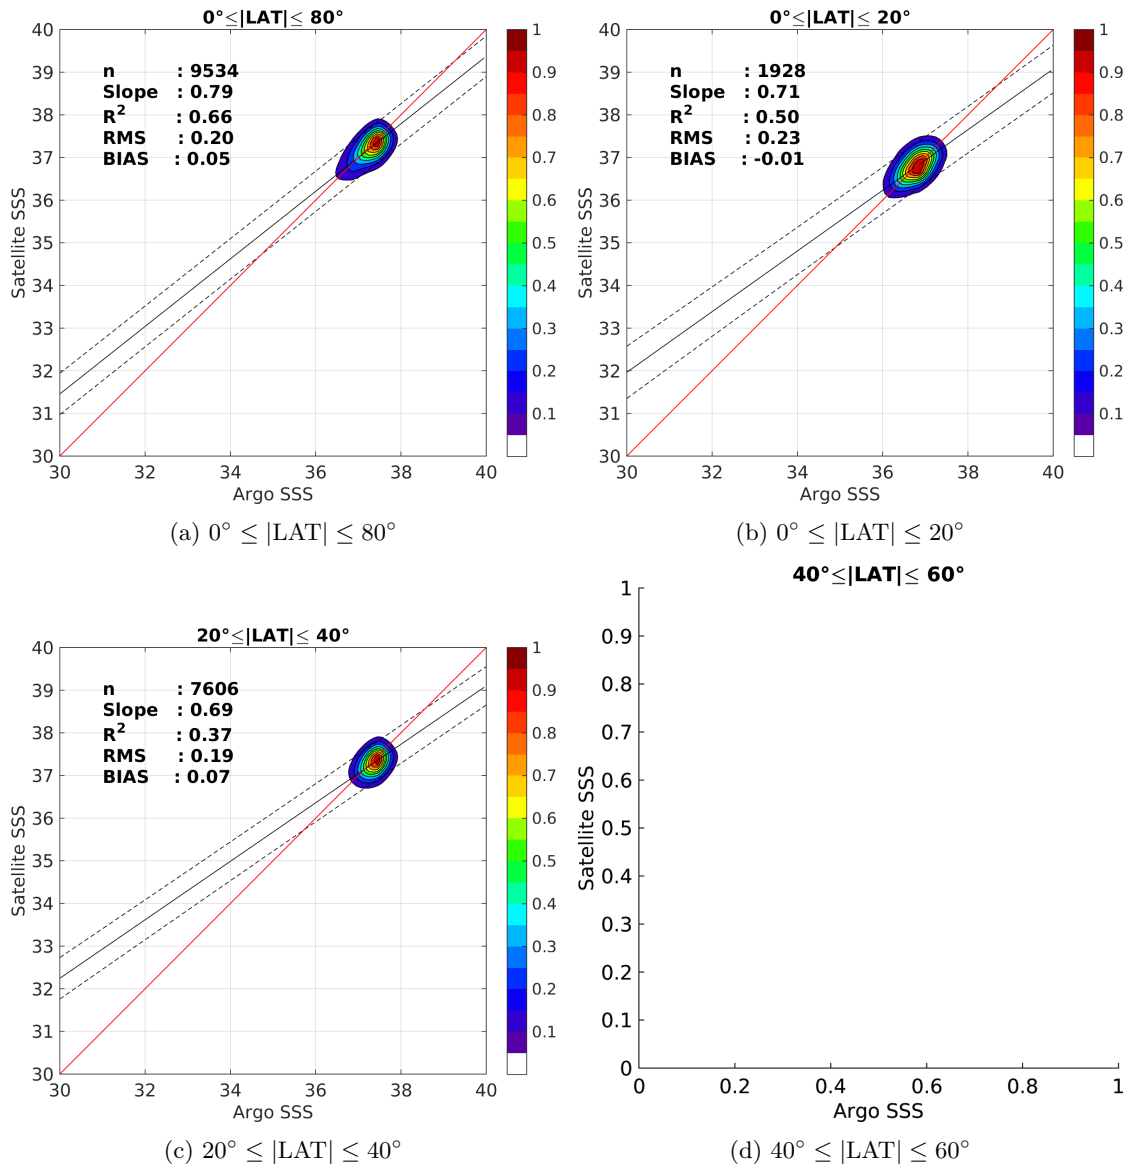 0°≤|LAT|≤ 80°
n : 9534
Slope : 0.79
R2 : 0.66
RMS : 0.20
BIAS : 0.05
40
39
38
37
36
35
34
33
32
31
30
30 32 34 36 38 40
Satellite SSS
Argo SSS
1
0.9
0.8
0.7
0.6
0.5
0.4
0.3
0.2
0.1
(a) 0° ≤ |LAT| ≤ 80°
0°≤|LAT|≤ 20°
n : 1928
Slope : 0.71
R2 : 0.50
RMS : 0.23
BIAS : -0.01
40
39
38
37
36
35
34
33
32
31
30
30 32 34 36 38 40
Satellite SSS
Argo SSS
1
0.9
0.8
0.7
0.6
0.5
0.4
0.3
0.2
0.1
(b) 0° ≤ |LAT| ≤ 20°
20°≤|LAT|≤ 40°
n : 7606
Slope : 0.69
R2 : 0.37
RMS : 0.19
BIAS : 0.07
40
39
38
37
36
35
34
33
32
31
30
30 32 34 36 38 40
Satellite SSS
Argo SSS
1
0.9
0.8
0.7
0.6
0.5
0.4
0.3
0.2
0.1
(c) 20° ≤ |LAT| ≤ 40°
40°≤|LAT|≤ 60°
1
0.9
0.8
0.7
0.6
0.5
0.4
0.3
0.2
0.1
0
0 0.2 0.4 0.6 0.8 1
Satellite SSS
Argo SSS
(d) 40° ≤ |LAT| ≤ 60°